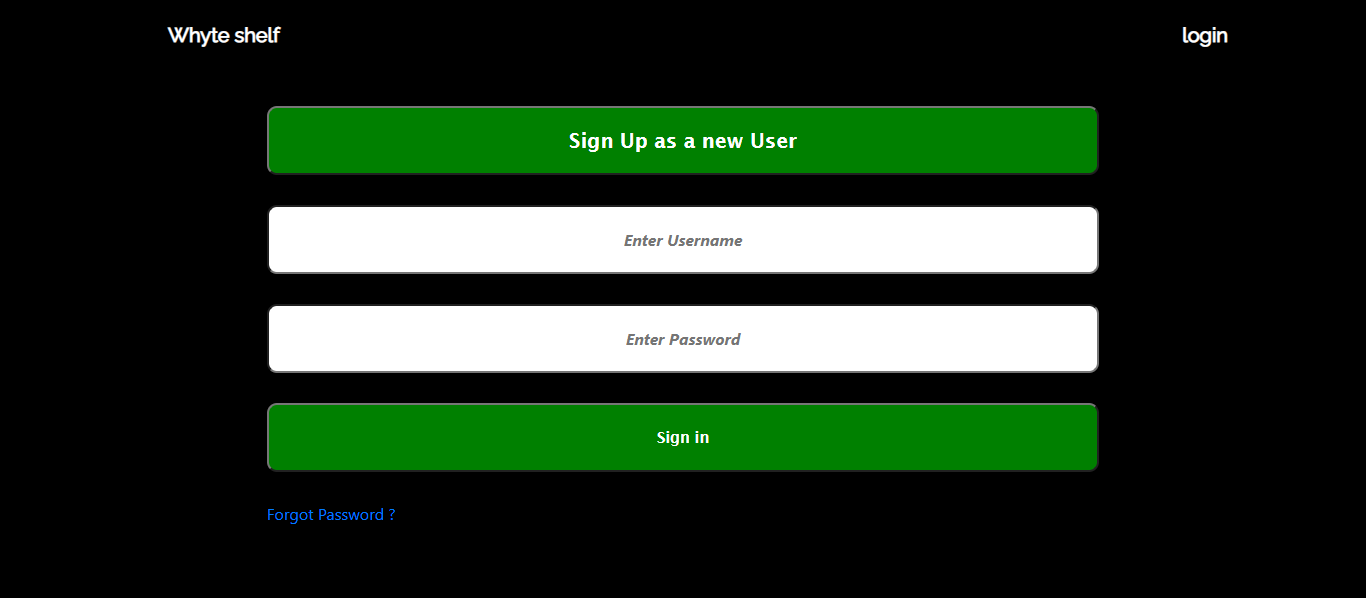 Whyte shelf
login
Sign Up as a new User
Enter Username
Enter Password
Sign in
Forgot Password ?